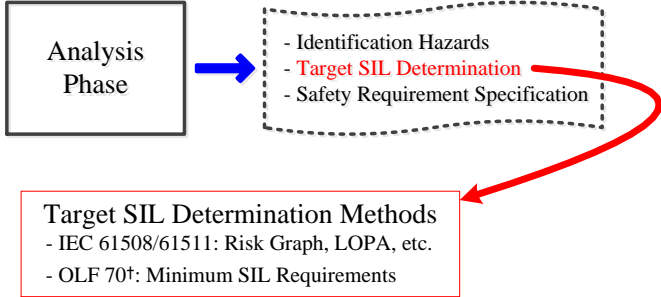 Analysis
Phase
- Identification Hazards
- Target SIL Determination
- Safety Requirement Specification
Target SIL Determination Methods
- IEC 61508/61511: Risk Graph, LOPA, etc.
- OLF 70†: Minimum SIL Requirements